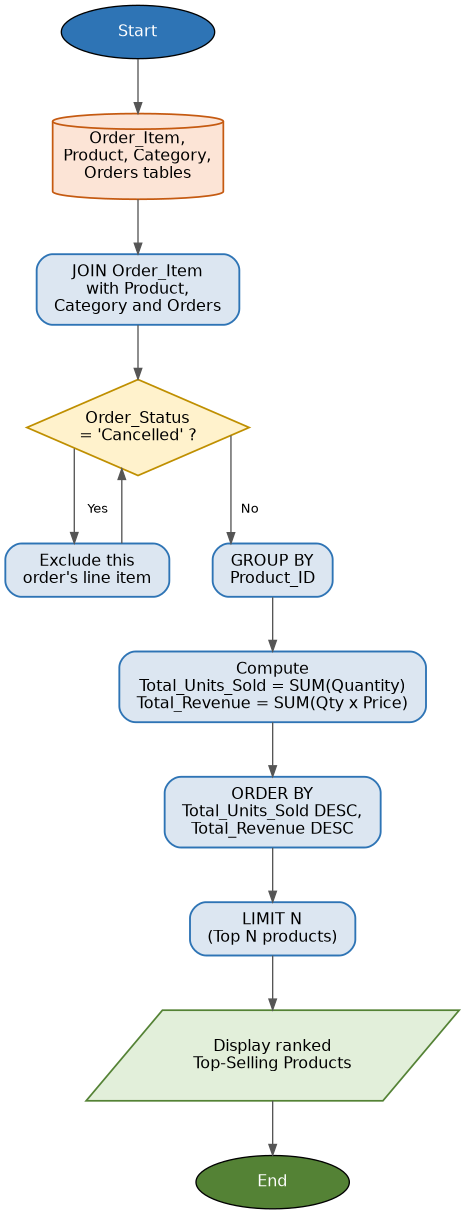 Start
Order_Item,
Product, Category,
Orders tables
JOIN Order_Item
with Product,
Category and Orders
Order_Status
= 'Cancelled' ?
Yes
No
Exclude this
order's line item
GROUP BY
Product_ID
Compute
Total_Units_Sold = SUM(Quantity)
Total_Revenue = SUM(Qty x Price)
ORDER BY
Total_Units_Sold DESC,
Total_Revenue DESC
LIMIT N
(Top N products)
Display ranked
Top-Selling Products
End